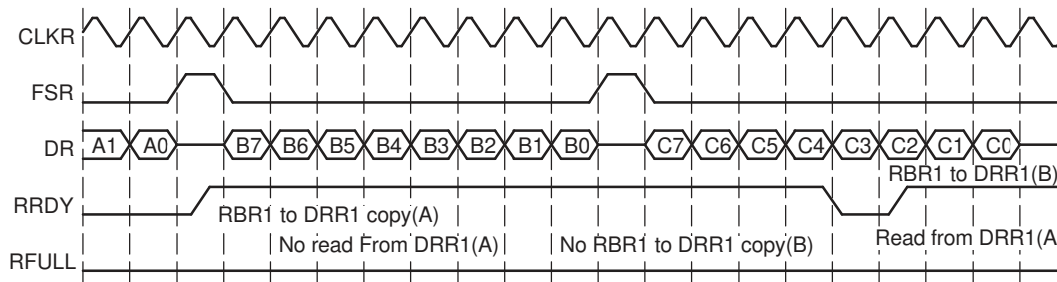 CLKR
FSR
DR A1 A0 B7 B6 B5 B4 B3 B2 B1 B0 C7 C6 C5 C4 C3 C2 C1 C0
RBR1 to DRR1(B)
RRDY
RBR1 to DRR1 copy(A)
No read From DRR1(A) No RBR1 to DRR1 copy(B) Read from DRR1(A
RFULL